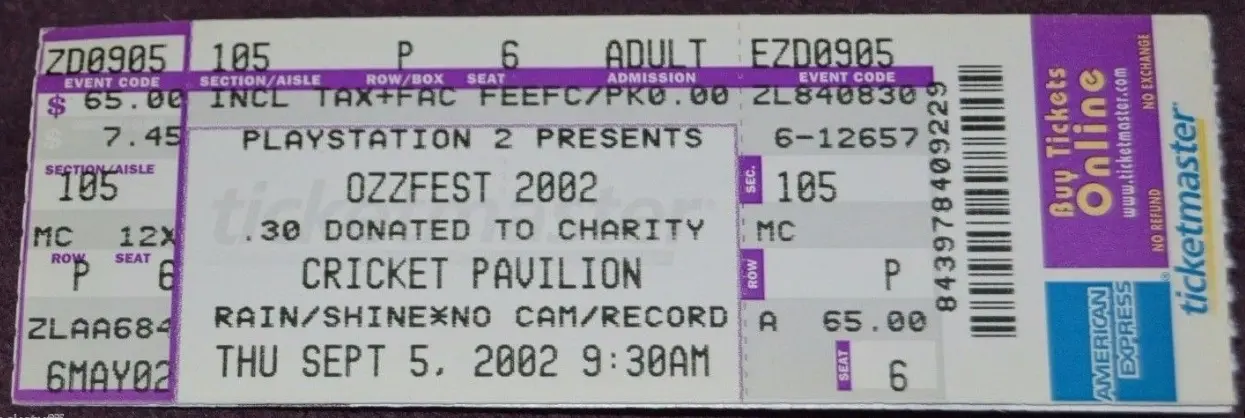 ZD0905 105 P 6 ADULT EZD0905
EVENT CODE SECTION/AISLE ROW/BOX SEAT ADMISSION EVENT CODE
$ 65.00 INCL TAX+FAC FEEFC/PK0.00 ZL840830
$ 7.45 PLAYSTATION 2 PRESENTS 6-12657
SECTION/AISLE
105 OZZFEST 2002 SEC. 105
MC 12X .30 DONATED TO CHARITY MC
ROW SEAT
P 6 CRICKET PAVILION ROW P
ZLAA684 RAIN/SHINE*NO CAM/RECORD A 65.00
6MAY02 THU SEPT 5, 2002 9:30AM SEAT 6
843978409229
Buy Tickets
Online
www.ticketmaster.com
NO REFUND NO EXCHANGE
ticketmaster®
AMERICAN
EXPRESS
ticketmaster